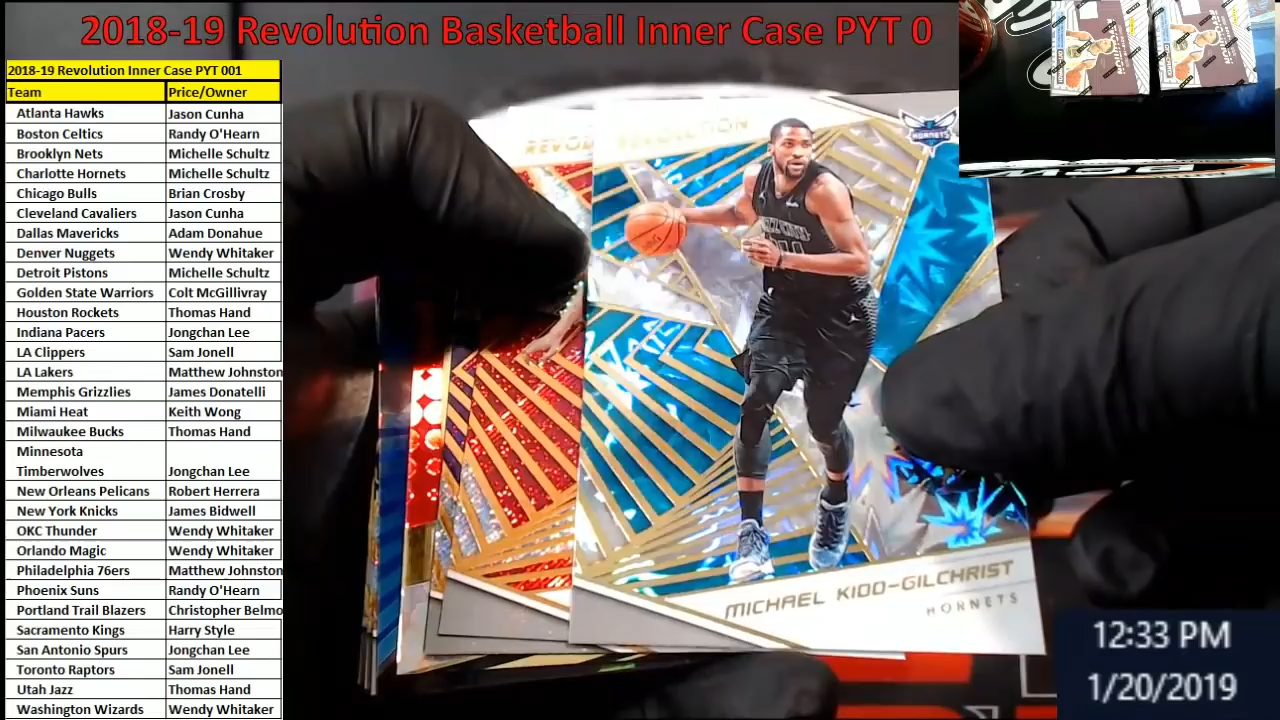 2018-19 Revolution Basketball Inner Case PYT 0
2018-19 Revolution Inner Case PYT 001
Team Price/Owner
Atlanta Hawks Jason Cunha
Boston Celtics Randy O'Hearn
Brooklyn Nets Michelle Schultz
Charlotte Hornets Michelle Schultz
Chicago Bulls Brian Crosby
Cleveland Cavaliers Jason Cunha
Dallas Mavericks Adam Donahue
Denver Nuggets Wendy Whitaker
Detroit Pistons Michelle Schultz
Golden State Warriors Colt McGillivray
Houston Rockets Thomas Hand
Indiana Pacers Jongchan Lee
LA Clippers Sam Jonell
LA Lakers Matthew Johnston
Memphis Grizzlies James Donatelli
Miami Heat Keith Wong
Milwaukee Bucks Thomas Hand
Minnesota
Timberwolves Jongchan Lee
New Orleans Pelicans Robert Herrera
New York Knicks James Bidwell
OKC Thunder Wendy Whitaker
Orlando Magic Wendy Whitaker
Philadelphia 76ers Matthew Johnston
Phoenix Suns Randy O'Hearn
Portland Trail Blazers Christopher Belmo
Sacramento Kings Harry Style
San Antonio Spurs Jongchan Lee
Toronto Raptors Sam Jonell
Utah Jazz Thomas Hand
Washington Wizards Wendy Whitaker
REVOLUTION
HORNETS
MICHAEL KIDD-GILCHRIST
HORNETS
12:33 PM
1/20/2019